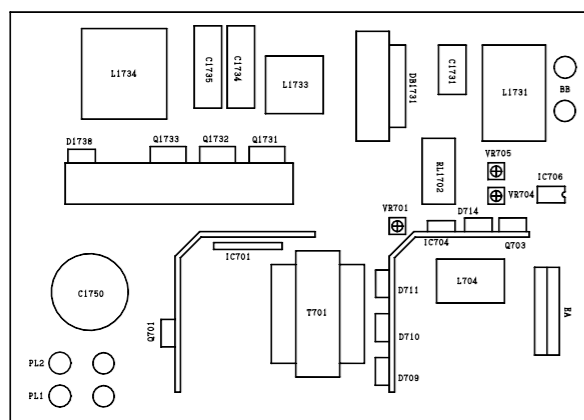 L1734
C1735
C1734
L1733
DB1731
C1731
L1731
BB
D1738
Q1733
Q1732
Q1731
RL1702
VR705
IC706
VR704
VR701
D714
IC704
Q703
IC701
C1750
T701
D711
L704
RA
Q701
D710
PL2
D709
PL1